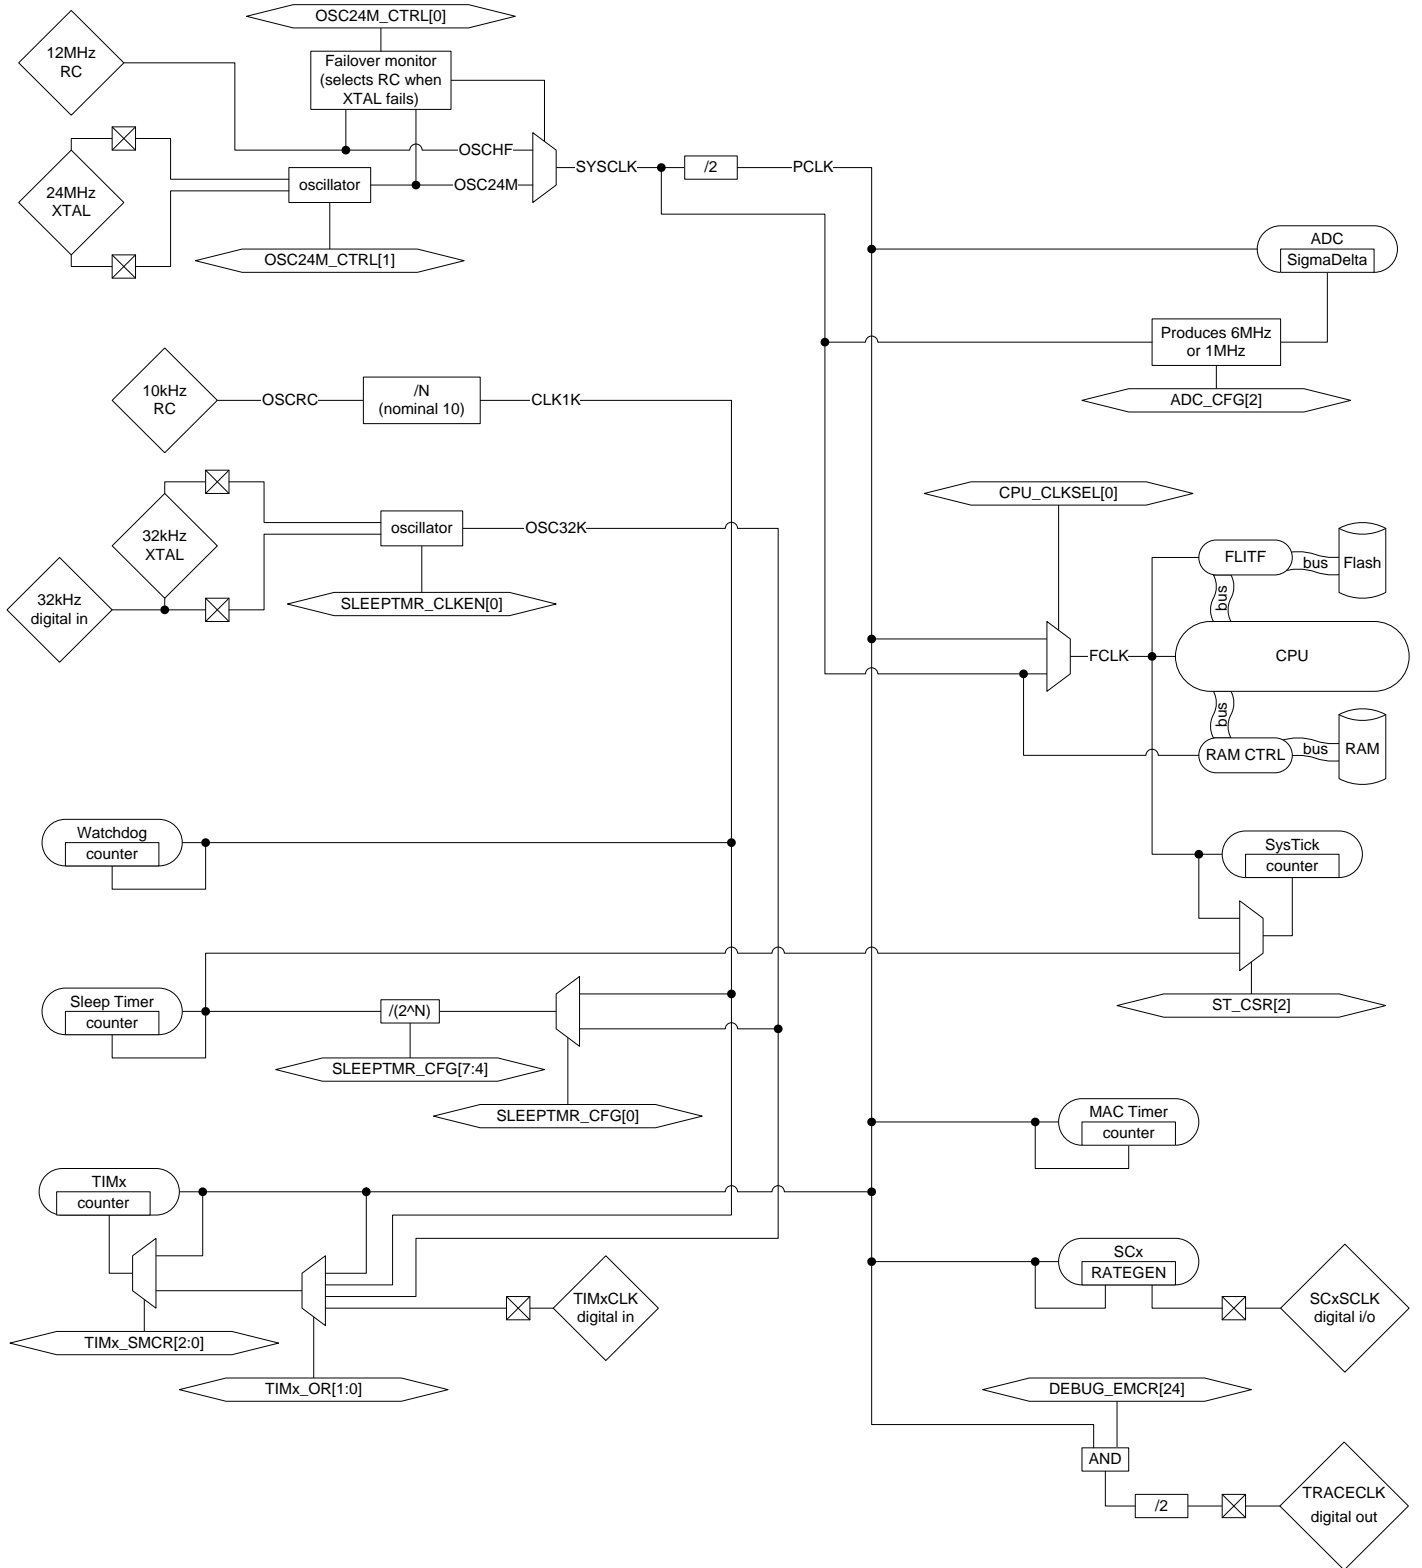 OSC24M_CTRL[0]
12MHz
RC
Failover monitor
(selects RC when
XTAL fails)
OSCHF
SYSCLK
/2
PCLK
24MHz
XTAL
oscillator
OSC24M
OSC24M_CTRL[1]
ADC
SigmaDelta
Produces 6MHz
or 1MHz
ADC_CFG[2]
10kHz
RC
OSCRC
/N
(nominal 10)
CLK1K
CPU_CLKSEL[0]
32kHz
XTAL
oscillator
OSC32K
32kHz
digital in
SLEEPTMR_CLKEN[0]
FLITF
bus
Flash
bus
FCLK
CPU
bus
RAM CTRL
bus
RAM
Watchdog
counter
SysTick
counter
ST_CSR[2]
Sleep Timer
counter
/(2^N)
SLEEPTMR_CFG[7:4]
SLEEPTMR_CFG[0]
MAC Timer
counter
TIMx
counter
TIMx_SMCR[2:0]
TIMx_OR[1:0]
TIMxCLK
digital in
SCx
RATEGEN
SCxSCLK
digital i/o
DEBUG_EMCR[24]
AND
/2
TRACECLK
digital out